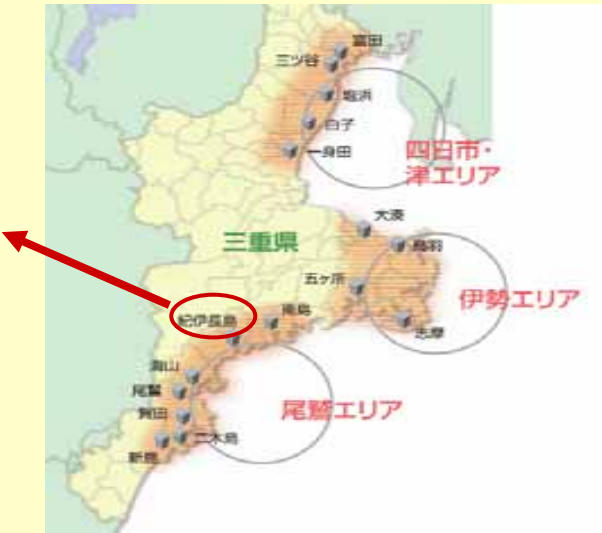 富田
三ツ谷
塩浜
白子
一身田
四日市・
津エリア
大湊
鳥羽
三重県
五ヶ所
伊勢エリア
紀伊長島
南島
志摩
海山
尾鷲
尾鷲エリア
賀田
二木島
新鹿